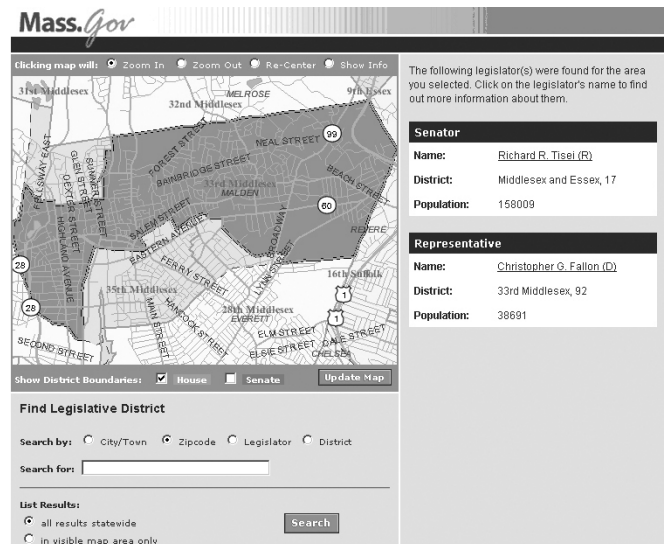 Mass.Gov
Clicking map will: Zoom In Zoom Out Re-Center Show Info
31st Middlesex
MELROSE
9th Essex
32nd Middlesex
99
NEAL STREET
FOREST STREET
FELLSWAY EAST
GLEN STREET
SUMNER STREET
DEXTER STREET
BAINBRIDGE STREET
33rd Middlesex
MALDEN
BEACH STREET
60
HIGHLAND AVENUE
SALEM STREET
EASTERN AVENUE
BROADWAY
REVERE
FERRY STREET
LYNN STREET
28
16th Suffolk
35th Middlesex
1
MAIN STREET
HANCOCK STREET
28th Middlesex
EVERETT
28
1
SECOND STREET
ELM STREET
DALE STREET
ELSIE STREET
CHELSEA
Show District Boundaries: House Senate Update Map
Find Legislative District
Search by: City/Town Zipcode Legislator District
Search for:
List Results:
all results statewide
in visible map area only
Search
The following legislator(s) were found for the area
you selected. Click on the legislator's name to find
out more information about them.
Senator
Name: Richard R. Tisei (R)
District: Middlesex and Essex, 17
Population: 158009
Representative
Name: Christopher G. Fallon (D)
District: 33rd Middlesex, 92
Population: 38691